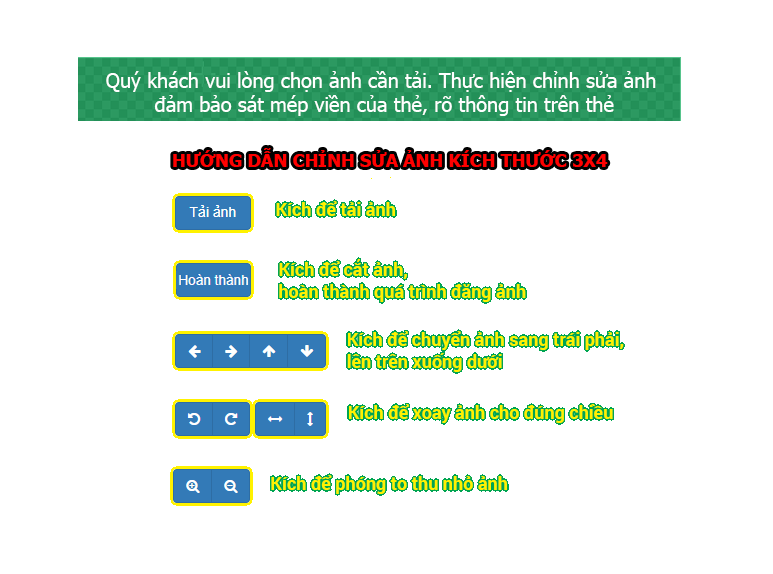 Quý khách vui lòng chọn ảnh cần tải. Thực hiện chỉnh sửa ảnh
đảm bảo sát mép viền của thẻ, rõ thông tin trên thẻ
HƯỚNG DẪN CHỈNH SỬA ẢNH KÍCH THƯỚC 3X4
Tải ảnh
Kích để tải ảnh
Hoàn thành
Kích để cắt ảnh,
hoàn thành quá trình đăng ảnh
Kích để chuyển ảnh sang trái phải,
lên trên xuống dưới
Kích để xoay ảnh cho đúng chiều
Kích để phóng to thu nhỏ ảnh